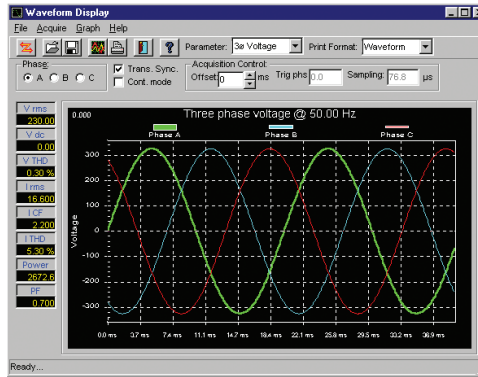 Waveform Display
File Acquire Graph Help
Parameter: 3ø Voltage Print Format: Waveform
Phase: Acquisition Control:
A B C Trans. Sync. Offset: 0 ms Trig phs 0.0 Sampling: 76.8 µs
Cont. mode
V rms
230.00
V dc
0.00
V THD
0.30 %
I rms
16.600
I CF
2.200
I THD
5.30 %
Power
2672.6
PF
0.700
0.000 Three phase voltage @ 50.00 Hz
Phase A Phase B Phase C
300
200
100
0
-100
-200
-300
Voltage
0.0 ms 3.7 ms 7.4 ms 11.1 ms 14.7 ms 18.4 ms 22.1 ms 25.8 ms 29.5 ms 33.2 ms 36.9 ms
Ready...